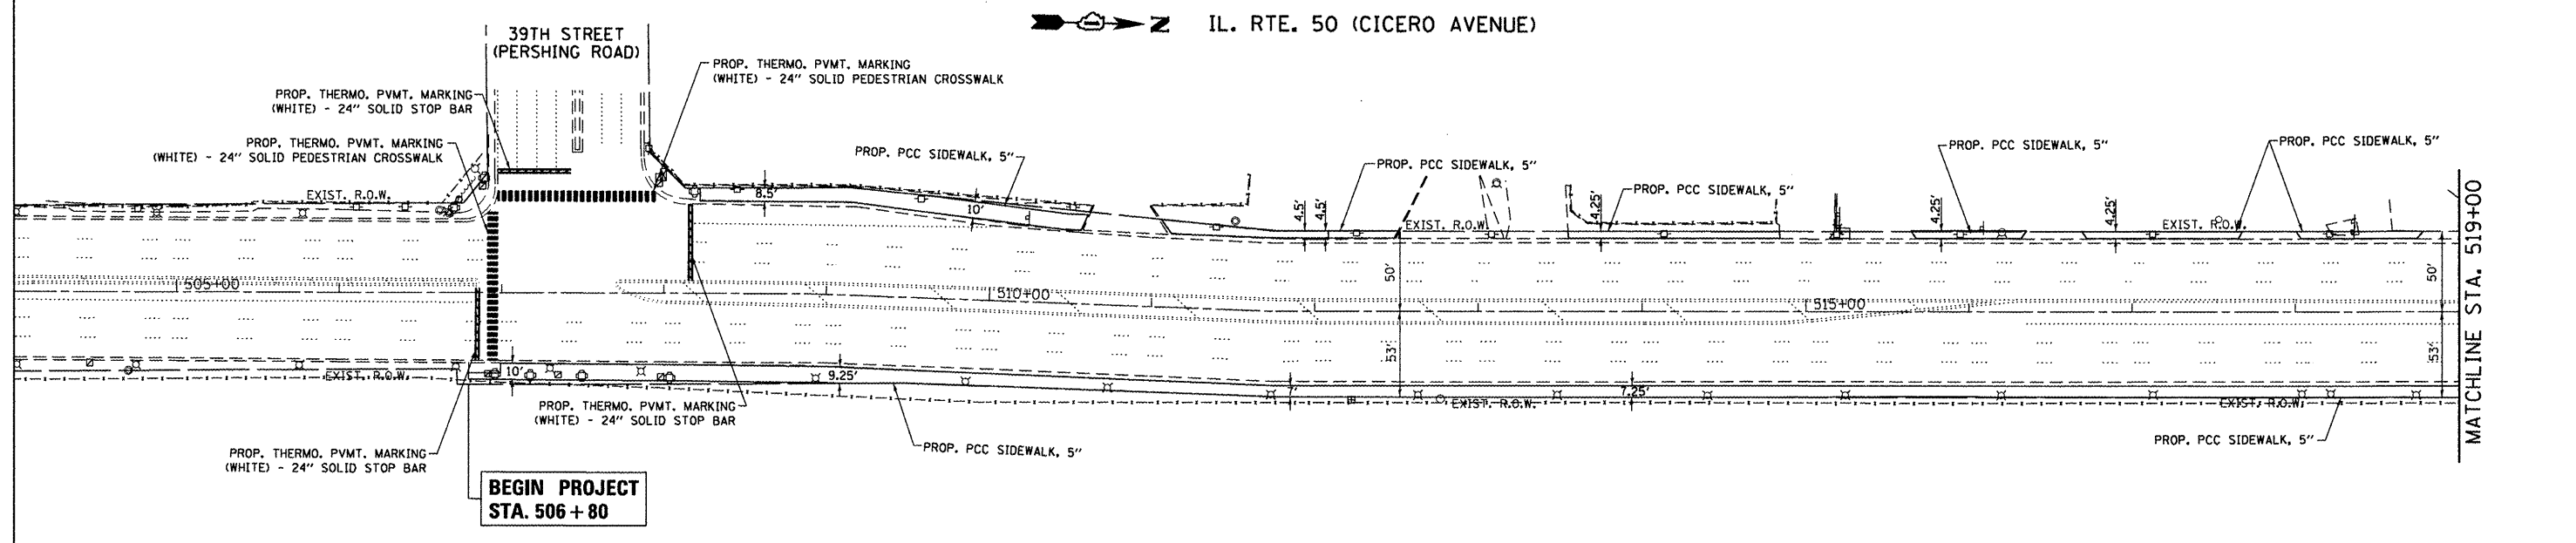 IL. RTE. 50 (CICERO AVENUE)
39TH STREET
(PERSHING ROAD)
PROP. THERMO. PVMT. MARKING
(WHITE) - 24" SOLID PEDESTRIAN CROSSWALK
PROP. THERMO. PVMT. MARKING
(WHITE) - 24" SOLID STOP BAR
PROP. THERMO. PVMT. MARKING
(WHITE) - 24" SOLID PEDESTRIAN CROSSWALK
PROP. PCC SIDEWALK, 5"
PROP. PCC SIDEWALK, 5"
PROP. PCC SIDEWALK, 5"
PROP. PCC SIDEWALK, 5"
PROP. PCC SIDEWALK, 5"
EXIST. R.O.W.
8.5'
10'
4.5'
4.5'
EXIST. R.O.W.
4.25'
4.25'
4.25'
EXIST. R.O.W.
505+00
510+00
515+00
50'
53'
50'
53'
MATCHLINE STA. 519+00
EXIST. R.O.W.
10'
9.25'
7'
EXIST. R.O.W.
7.25'
EXIST. R.O.W.
PROP. THERMO. PVMT. MARKING
(WHITE) - 24" SOLID STOP BAR
PROP. PCC SIDEWALK, 5"
PROP. PCC SIDEWALK, 5"
PROP. THERMO. PVMT. MARKING
(WHITE) - 24" SOLID STOP BAR
BEGIN PROJECT
STA. 506+80